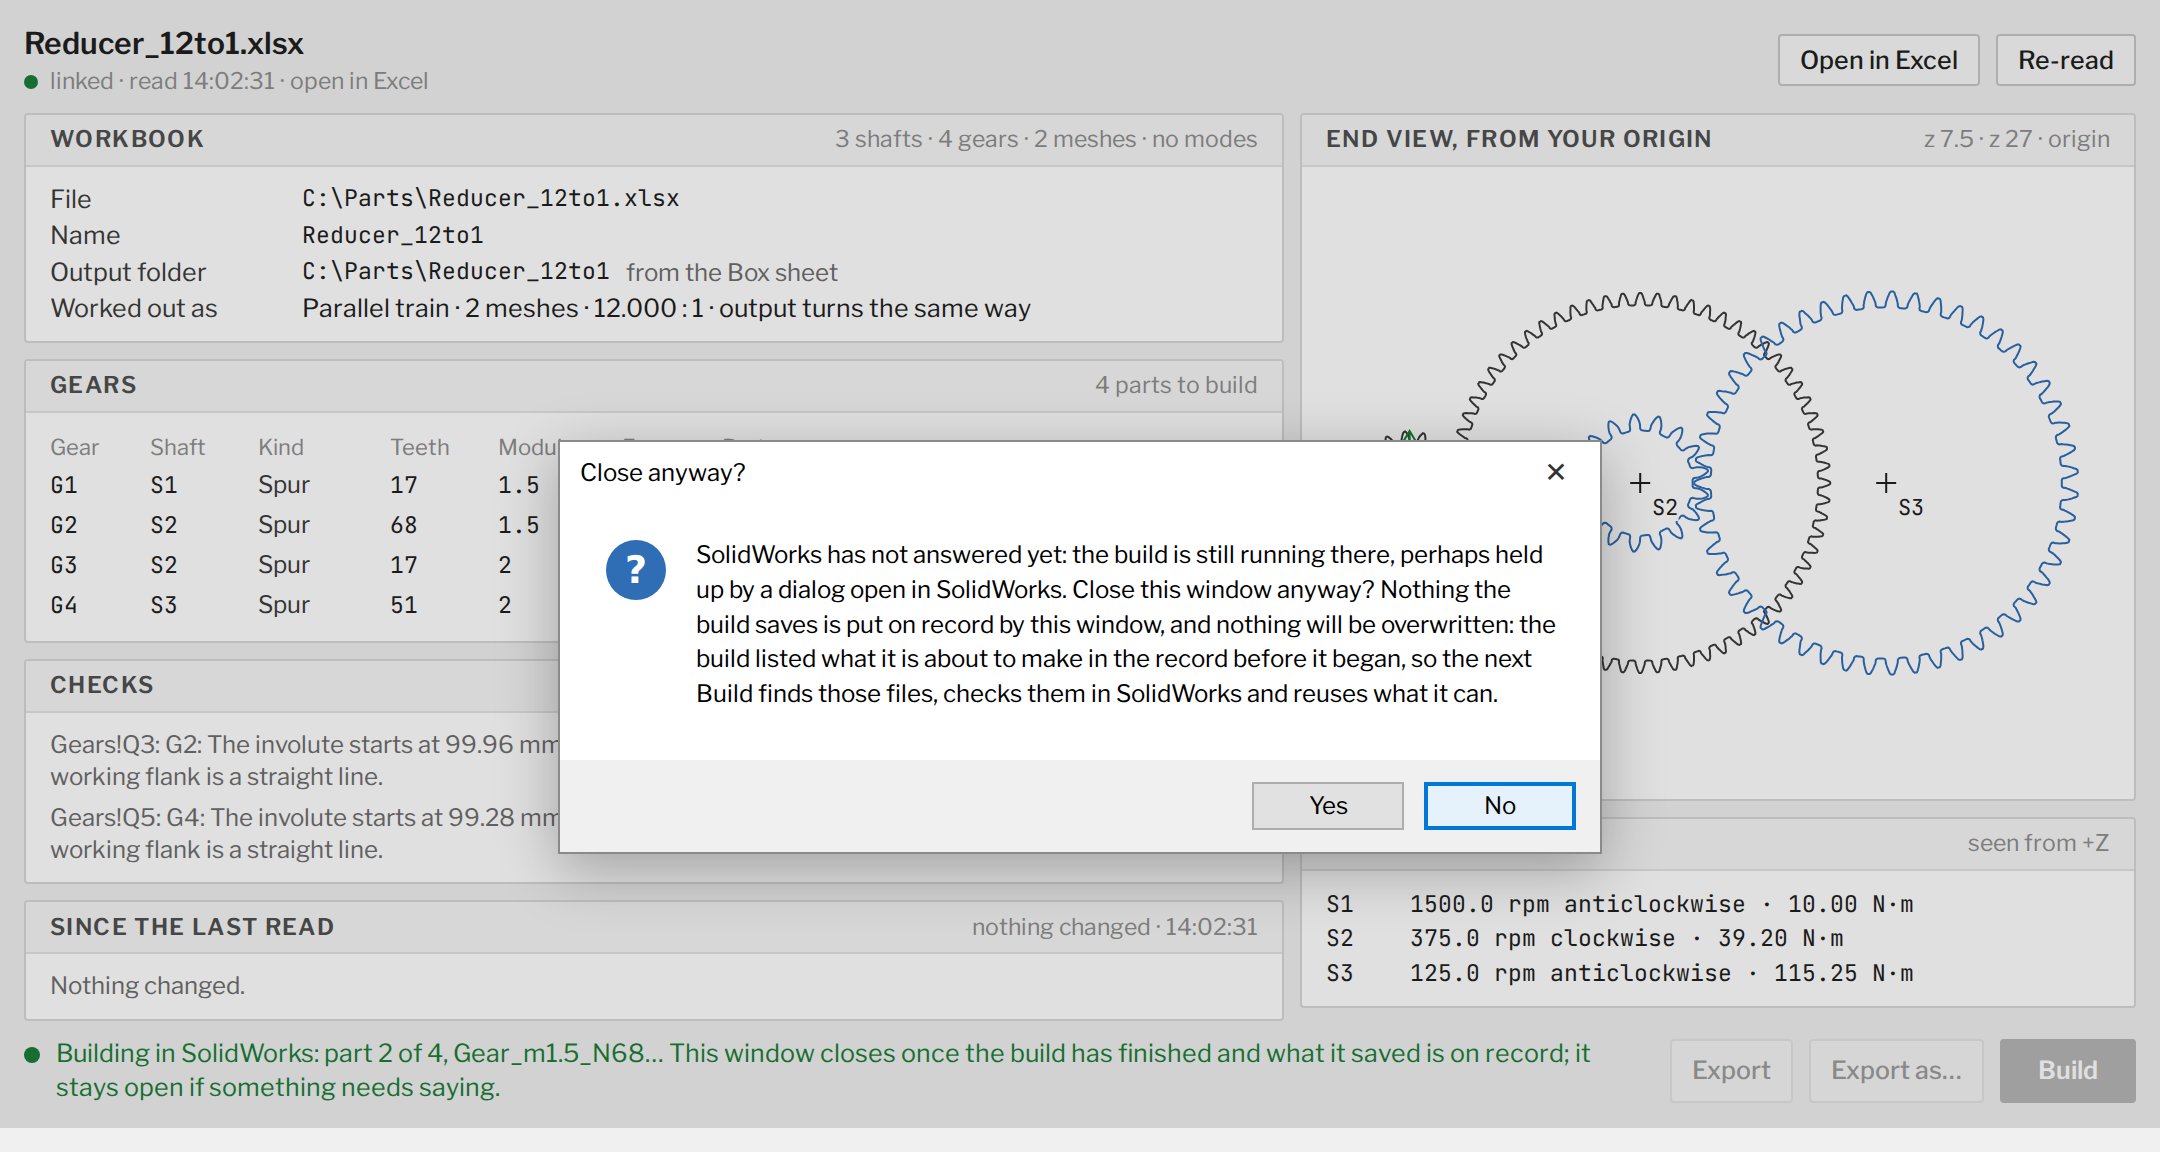 Reducer_12to1.xlsx
linked · read 14:02:31 · open in Excel
Open in Excel
Re-read
WORKBOOK
3 shafts · 4 gears · 2 meshes · no modes
File C:\Parts\Reducer_12to1.xlsx
Name Reducer_12to1
Output folder C:\Parts\Reducer_12to1 from the Box sheet
Worked out as Parallel train · 2 meshes · 12.000 : 1 · output turns the same way
END VIEW, FROM YOUR ORIGIN
z 7.5 · z 27 · origin
S2
S3
GEARS
4 parts to build
Gear Shaft Kind Teeth
G1 S1 Spur 17 1.5
G2 S2 Spur 68 1.5
G3 S2 Spur 17 2
G4 S3 Spur 51 2
Close anyway?
SolidWorks has not answered yet: the build is still running there, perhaps held
up by a dialog open in SolidWorks. Close this window anyway? Nothing the
build saves is put on record by this window, and nothing will be overwritten: the
build listed what it is about to make in the record before it began, so the next
Build finds those files, checks them in SolidWorks and reuses what it can.
Yes
No
CHECKS
Gears!Q3: G2: The involute starts at 99.96 mm
working flank is a straight line.
Gears!Q5: G4: The involute starts at 99.28 mm
working flank is a straight line.
seen from +Z
S1 1500.0 rpm anticlockwise · 10.00 N·m
S2 375.0 rpm clockwise · 39.20 N·m
S3 125.0 rpm anticlockwise · 115.25 N·m
SINCE THE LAST READ
nothing changed · 14:02:31
Nothing changed.
Building in SolidWorks: part 2 of 4, Gear_m1.5_N68... This window closes once the build has finished and what it saved is on record; it
stays open if something needs saying.
Export
Export as...
Build